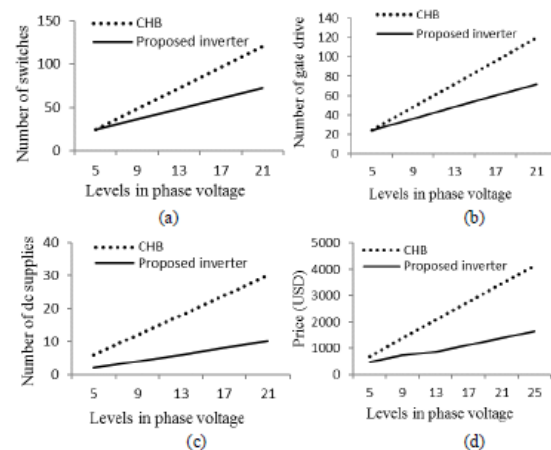 Number of switches
150
100
50
0
CHB
Proposed inverter
5 9 13 17 21
Levels in phase voltage
(a)
Number of gate drive
140
120
100
80
60
40
20
0
CHB
Proposed inverter
5 9 13 17 21
Levels in phase voltage
(b)
Number of dc supplies
40
30
20
10
0
CHB
Proposed inverter
5 9 13 17 21
Levels in phase voltage
(c)
Price (USD)
5000
4000
3000
2000
1000
0
CHB
Proposed inverter
5 9 13 17 21 25
Levels in phase voltage
(d)